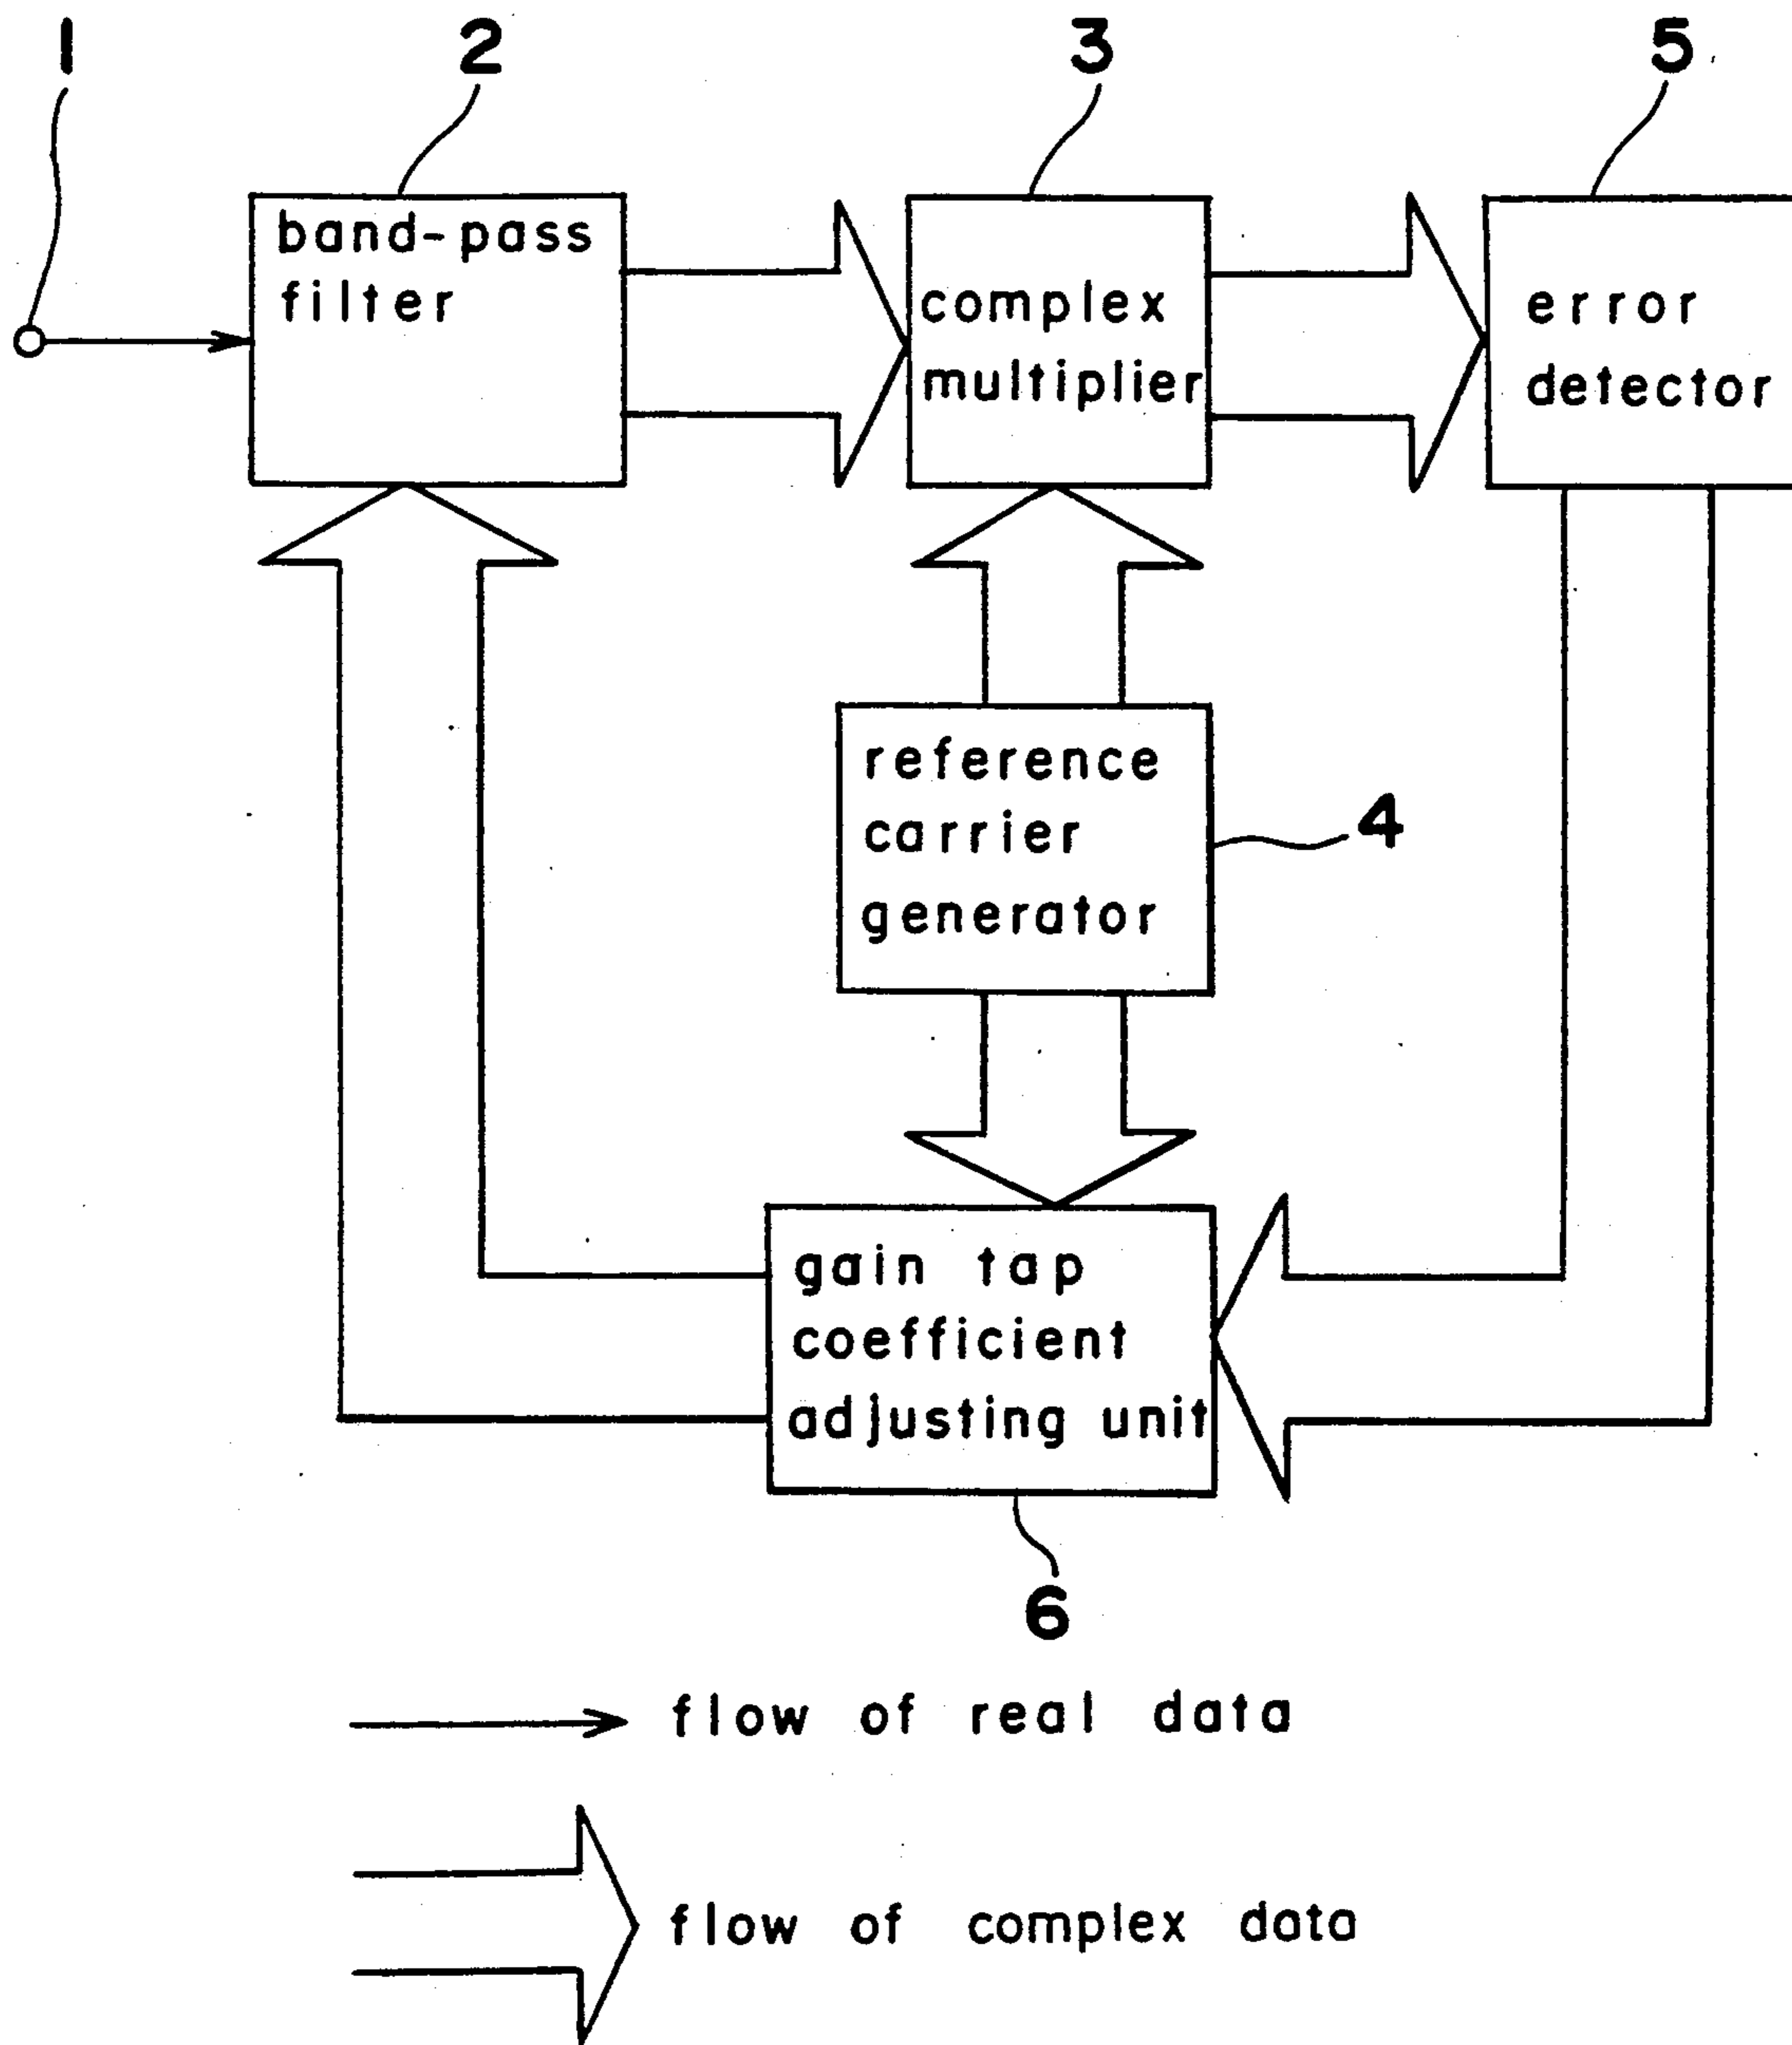 1
2
3
5
band-pass
filter
complex
multiplier
error
detector
reference
carrier
generator
4
gain tap
coefficient
adjusting unit
6
flow of real data
flow of complex data